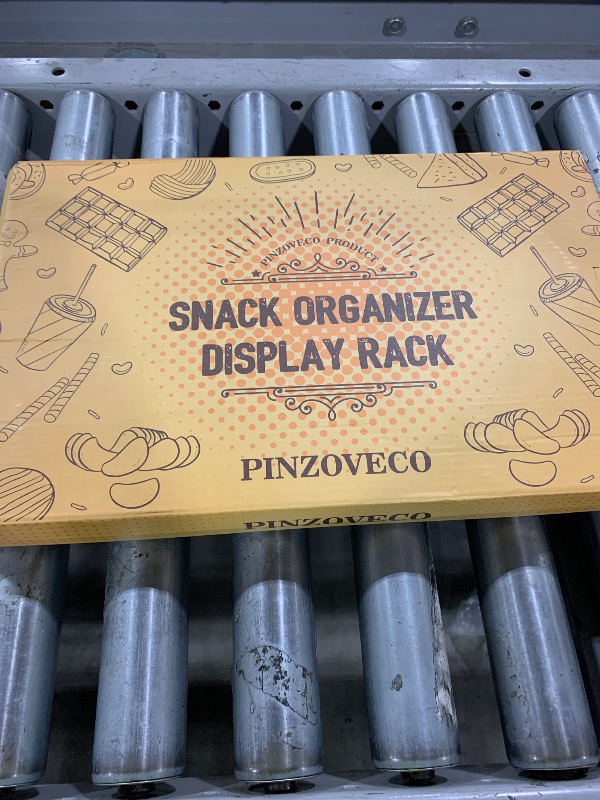 PINZOVECO PRODUCT
SNACK ORGANIZER
DISPLAY RACK
PINZOVECO
PINZOVECO